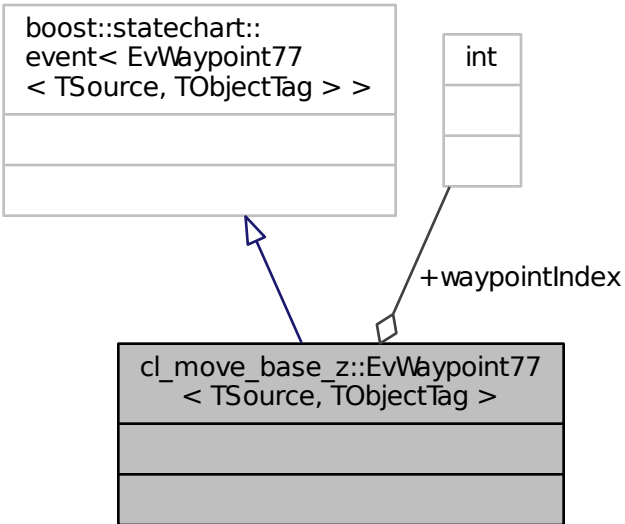 boost::statechart::
event< EvWaypoint77
< TSource, TObjectTag > >
int
+waypointIndex
cl_move_base_z::EvWaypoint77
< TSource, TObjectTag >